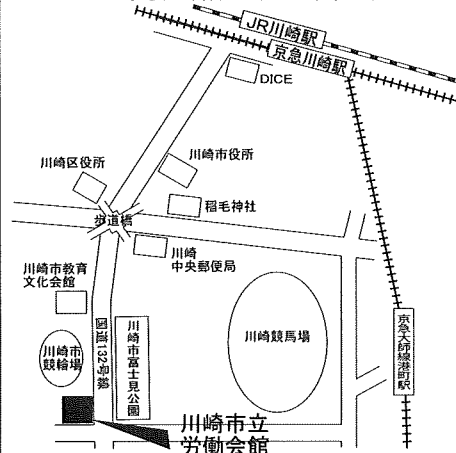 JR川崎駅
京急川崎駅
DICE
川崎市役所
川崎区役所
稲毛神社
歩道橋
川崎
中央郵便局
川崎市教育
文化会館
国道132号線
川崎市富士見公園
川崎競馬場
京急大師線港町駅
川崎市
競輪場
川崎市立
労働会館